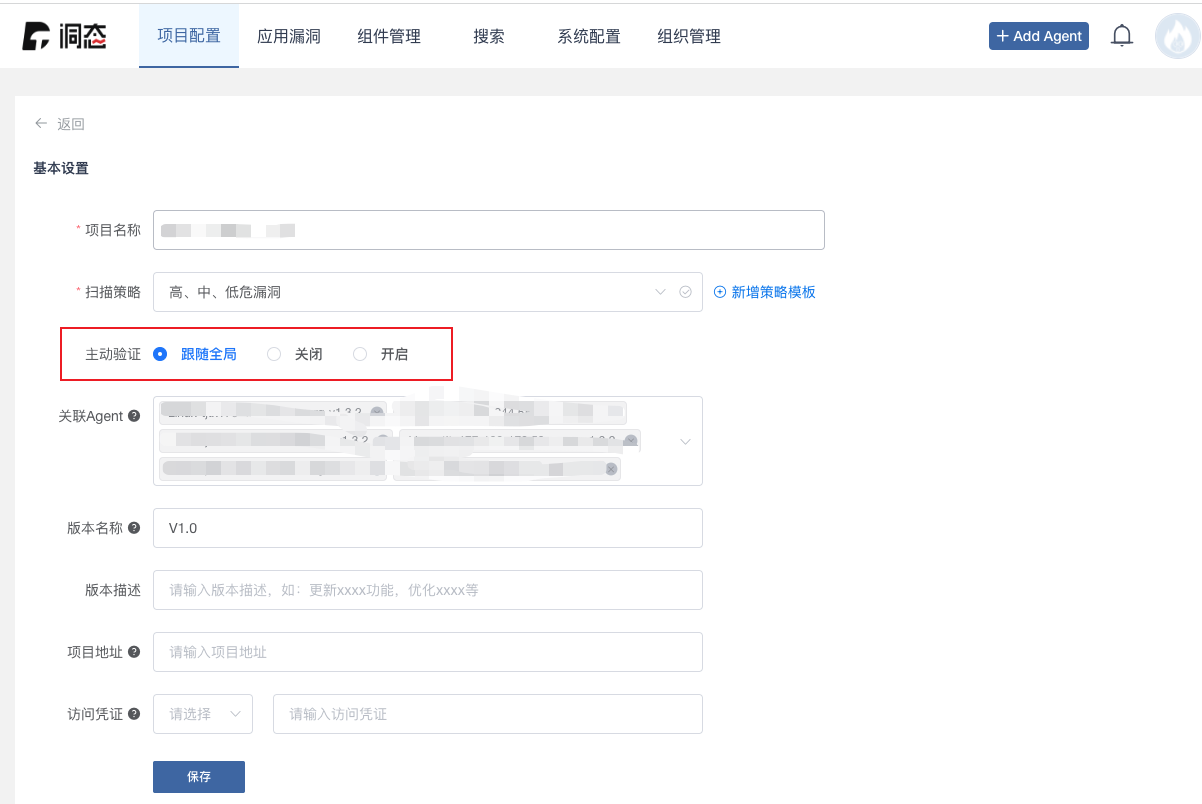 洞态 项目配置 应用漏洞 组件管理 搜索 系统配置 组织管理 + Add Agent
← 返回
基本设置
* 项目名称
* 扫描策略 高、中、低危漏洞 新增策略模板
主动验证 跟随全局 关闭 开启
关联Agent
版本名称 V1.0
版本描述 请输入版本描述，如：更新xxxx功能，优化xxxx等
项目地址 请输入项目地址
访问凭证 请选择 请输入访问凭证
保存